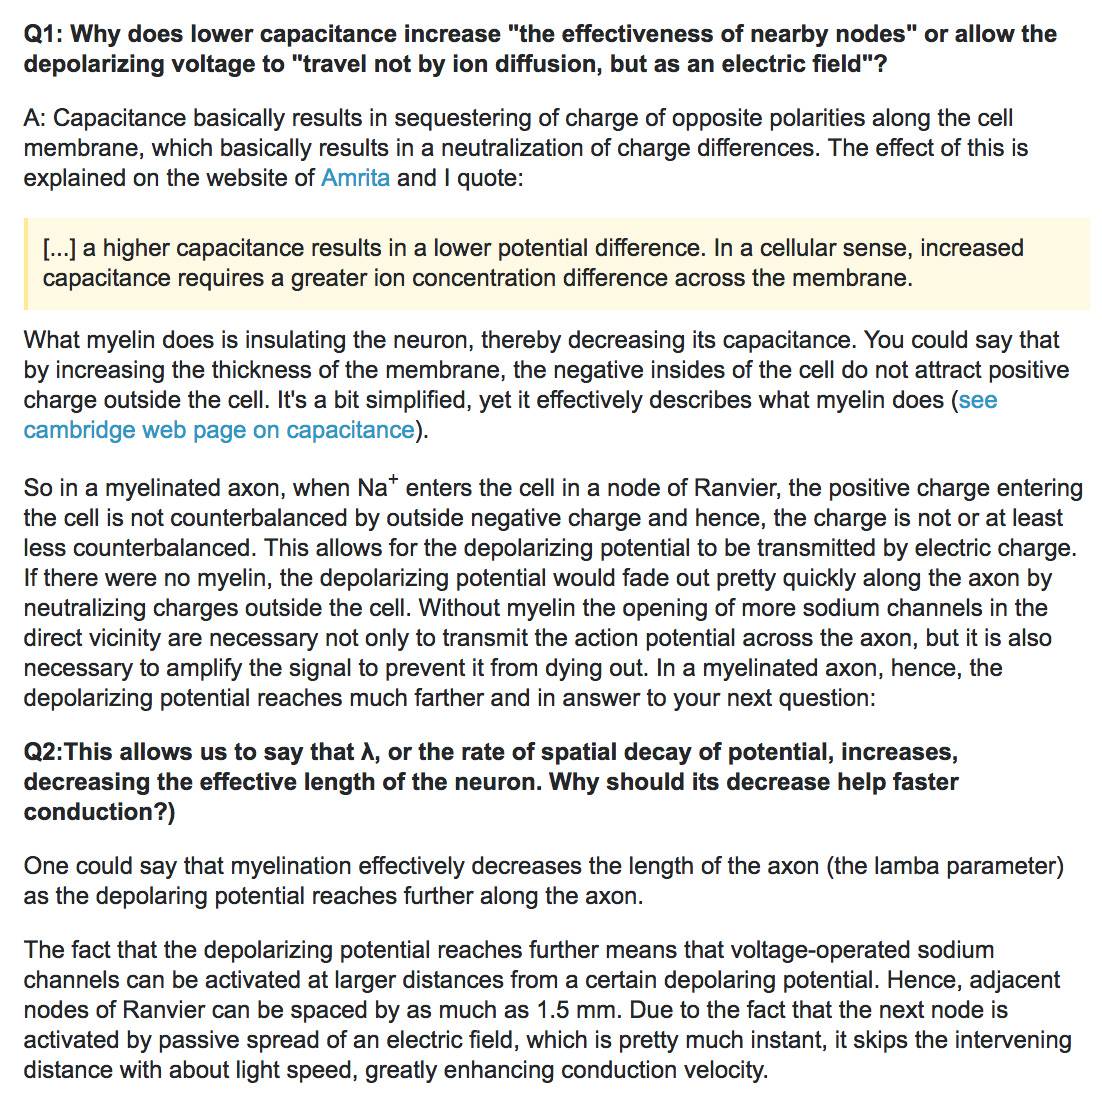 Q1: Why does lower capacitance increase "the effectiveness of nearby nodes" or allow the
depolarizing voltage to "travel not by ion diffusion, but as an electric field"?
A: Capacitance basically results in sequestering of charge of opposite polarities along the cell
membrane, which basically results in a neutralization of charge differences. The effect of this is
explained on the website of Amrita and I quote:
[...] a higher capacitance results in a lower potential difference. In a cellular sense, increased
capacitance requires a greater ion concentration difference across the membrane.
What myelin does is insulating the neuron, thereby decreasing its capacitance. You could say that
by increasing the thickness of the membrane, the negative insides of the cell do not attract positive
charge outside the cell. It's a bit simplified, yet it effectively describes what myelin does (see
cambridge web page on capacitance).
So in a myelinated axon, when Na⁺ enters the cell in a node of Ranvier, the positive charge entering
the cell is not counterbalanced by outside negative charge and hence, the charge is not or at least
less counterbalanced. This allows for the depolarizing potential to be transmitted by electric charge.
If there were no myelin, the depolarizing potential would fade out pretty quickly along the axon by
neutralizing charges outside the cell. Without myelin the opening of more sodium channels in the
direct vicinity are necessary not only to transmit the action potential across the axon, but it is also
necessary to amplify the signal to prevent it from dying out. In a myelinated axon, hence, the
depolarizing potential reaches much farther and in answer to your next question:
Q2:This allows us to say that λ, or the rate of spatial decay of potential, increases,
decreasing the effective length of the neuron. Why should its decrease help faster
conduction?)
One could say that myelination effectively decreases the length of the axon (the lamba parameter)
as the depolaring potential reaches further along the axon.
The fact that the depolarizing potential reaches further means that voltage-operated sodium
channels can be activated at larger distances from a certain depolaring potential. Hence, adjacent
nodes of Ranvier can be spaced by as much as 1.5 mm. Due to the fact that the next node is
activated by passive spread of an electric field, which is pretty much instant, it skips the intervening
distance with about light speed, greatly enhancing conduction velocity.